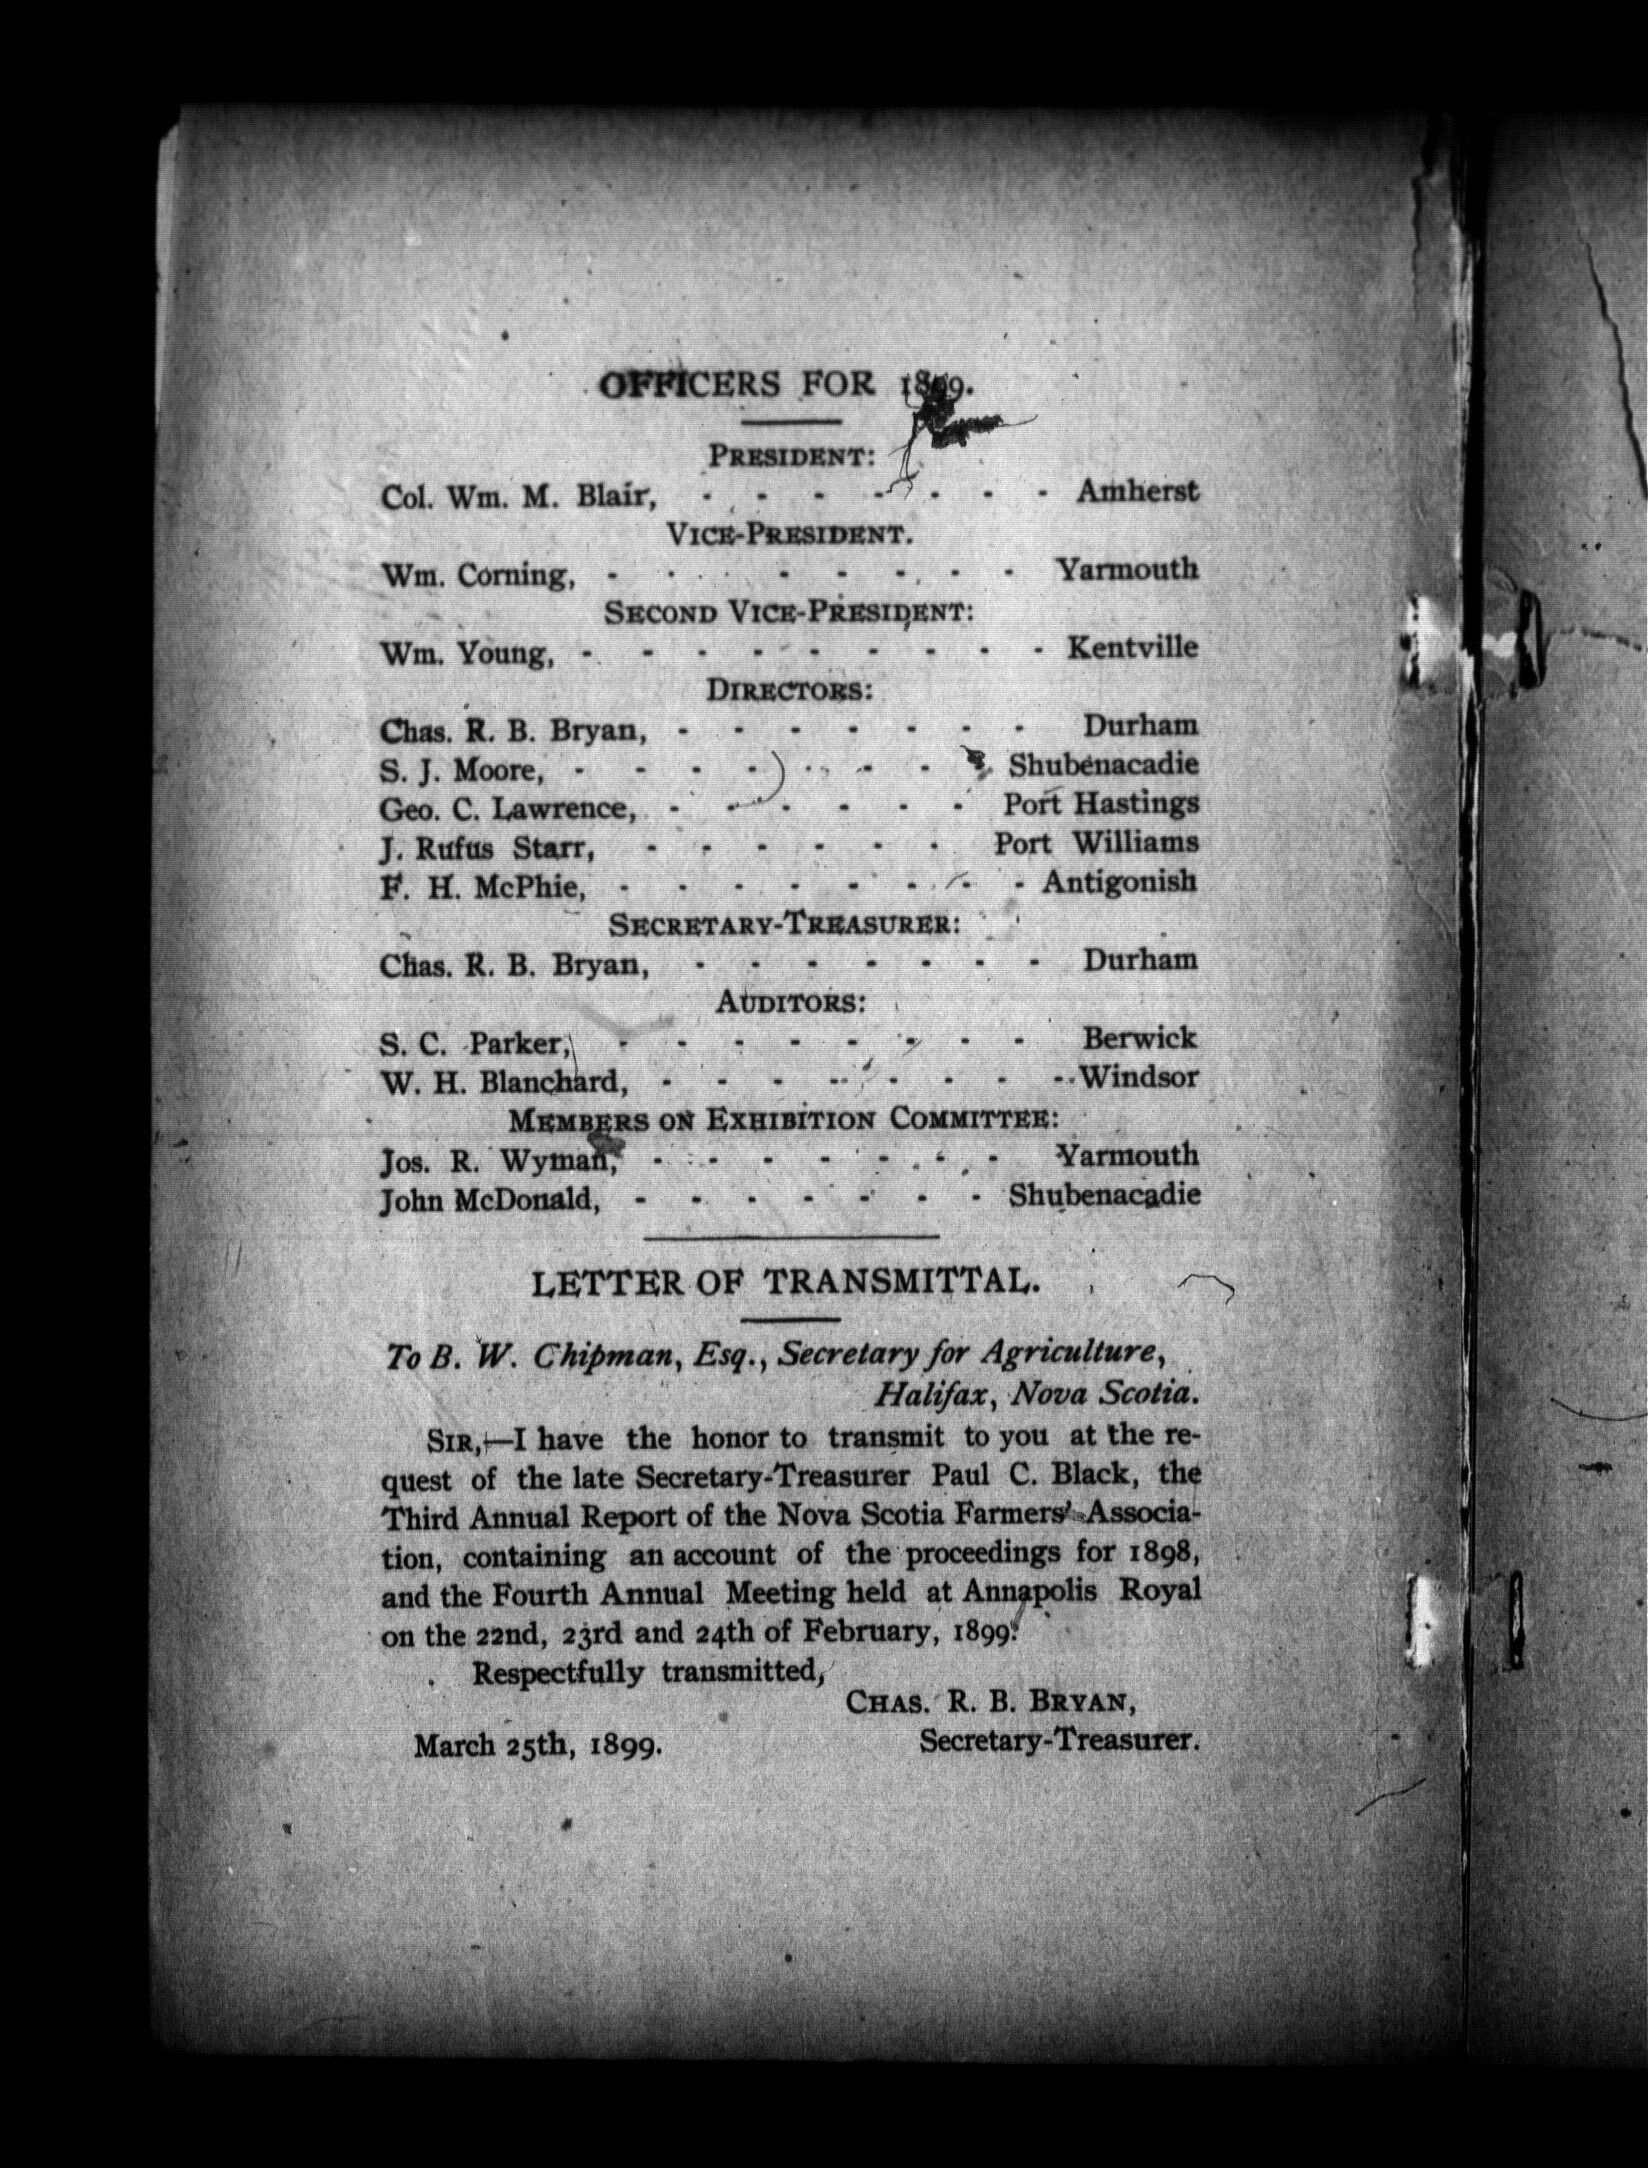 OFFICERS FOR 1899.
PRESIDENT:
Col. Wm. M. Blair, - - - - - - - Amherst
VICE-PRESIDENT.
Wm. Corning, - - - - - - - Yarmouth
SECOND VICE-PRESIDENT:
Wm. Young, - - - - - - - - - Kentville
DIRECTORS:
Chas. R. B. Bryan, - - - - - - - Durham
S. J. Moore, - - - - - - - - Shubenacadie
Geo. C. Lawrence, - - - - - - Port Hastings
J. Rufus Starr, - - - - - - Port Williams
F. H. McPhie, - - - - - - - - Antigonish
SECRETARY-TREASURER:
Chas. R. B. Bryan, - - - - - - - Durham
AUDITORS:
S. C. Parker, - - - - - - - - Berwick
W. H. Blanchard, - - - - - - - - Windsor
MEMBERS ON EXHIBITION COMMITTEE:
Jos. R. Wyman, - - - - - - - Yarmouth
John McDonald, - - - - - - - Shubenacadie
LETTER OF TRANSMITTAL.
To B. W. Chipman, Esq., Secretary for Agriculture,
Halifax, Nova Scotia.
SIR,—I have the honor to transmit to you at the re-
quest of the late Secretary-Treasurer Paul C. Black, the
Third Annual Report of the Nova Scotia Farmers' Associa-
tion, containing an account of the proceedings for 1898,
and the Fourth Annual Meeting held at Annapolis Royal
on the 22nd, 23rd and 24th of February, 1899.
Respectfully transmitted,
CHAS. R. B. BRYAN,
March 25th, 1899. Secretary-Treasurer.